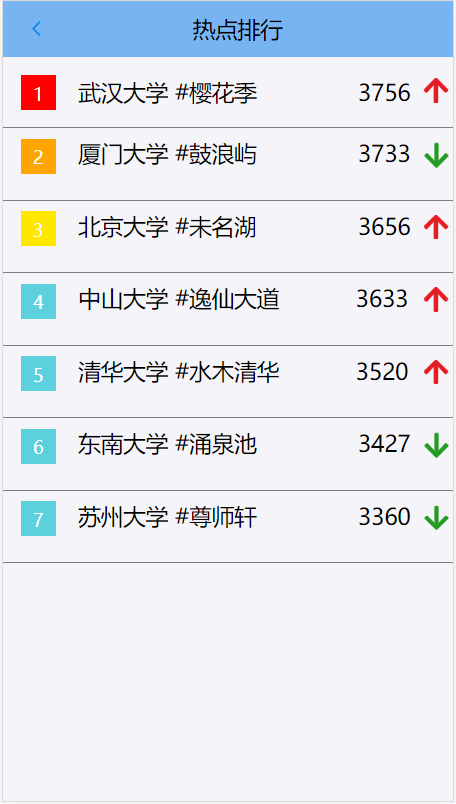 热点排行
1 武汉大学 #樱花季 3756
2 厦门大学 #鼓浪屿 3733
3 北京大学 #未名湖 3656
4 中山大学 #逸仙大道 3633
5 清华大学 #水木清华 3520
6 东南大学 #涌泉池 3427
7 苏州大学 #尊师轩 3360